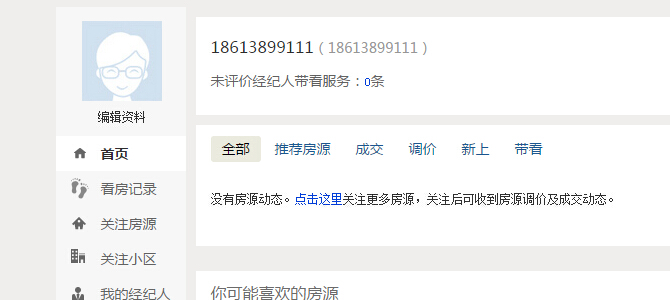 编辑资料
首页
看房记录
关注房源
关注小区
我的经纪人
18613899111（18613899111）
未评价经纪人带看服务：0条
全部 推荐房源 成交 调价 新上 带看
没有房源动态。点击这里关注更多房源，关注后可收到房源调价及成交动态。
你可能喜欢的房源